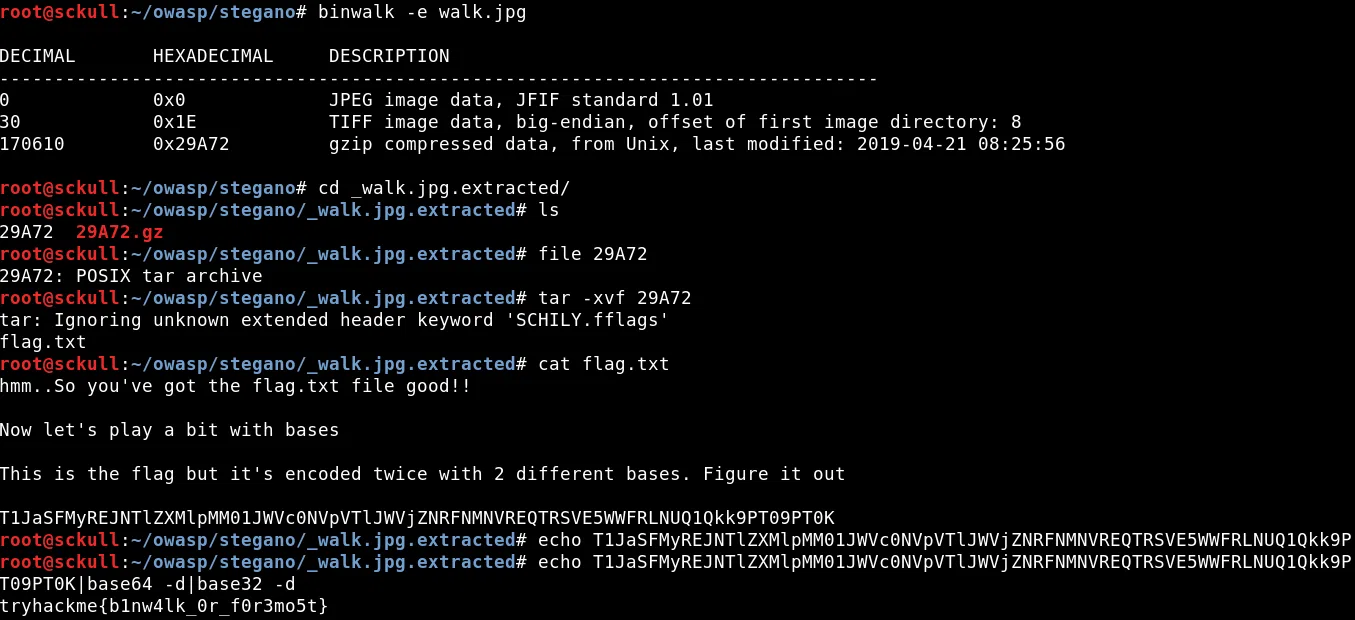 root@sckull:~/owasp/stegano# binwalk -e walk.jpg
DECIMAL       HEXADECIMAL     DESCRIPTION
--------------------------------------------------------------------------------
0             0x0             JPEG image data, JFIF standard 1.01
30            0x1E            TIFF image data, big-endian, offset of first image directory: 8
170610        0x29A72         gzip compressed data, from Unix, last modified: 2019-04-21 08:25:56
root@sckull:~/owasp/stegano# cd _walk.jpg.extracted/
root@sckull:~/owasp/stegano/_walk.jpg.extracted# ls
29A72  29A72.gz
root@sckull:~/owasp/stegano/_walk.jpg.extracted# file 29A72
29A72: POSIX tar archive
root@sckull:~/owasp/stegano/_walk.jpg.extracted# tar -xvf 29A72
tar: Ignoring unknown extended header keyword 'SCHILY.fflags'
flag.txt
root@sckull:~/owasp/stegano/_walk.jpg.extracted# cat flag.txt
hmm..So you've got the flag.txt file good!!
Now let's play a bit with bases
This is the flag but it's encoded twice with 2 different bases. Figure it out
T1JaSFMyREJNTlZXMlpMM01JWVc0NVpVTlJWVjZNRFNMNVREQTRSVE5WWFRLNUQ1Qkk9PT09PT0K
root@sckull:~/owasp/stegano/_walk.jpg.extracted# echo T1JaSFMyREJNTlZXMlpMM01JWVc0NVpVTlJWVjZNRFNMNVREQTRSVE5WWFRLNUQ1Qkk9P
root@sckull:~/owasp/stegano/_walk.jpg.extracted# echo T1JaSFMyREJNTlZXMlpMM01JWVc0NVpVTlJWVjZNRFNMNVREQTRSVE5WWFRLNUQ1Qkk9P
T09PT0K|base64 -d|base32 -d
tryhackme{b1nw4lk_0r_f0r3mo5t}